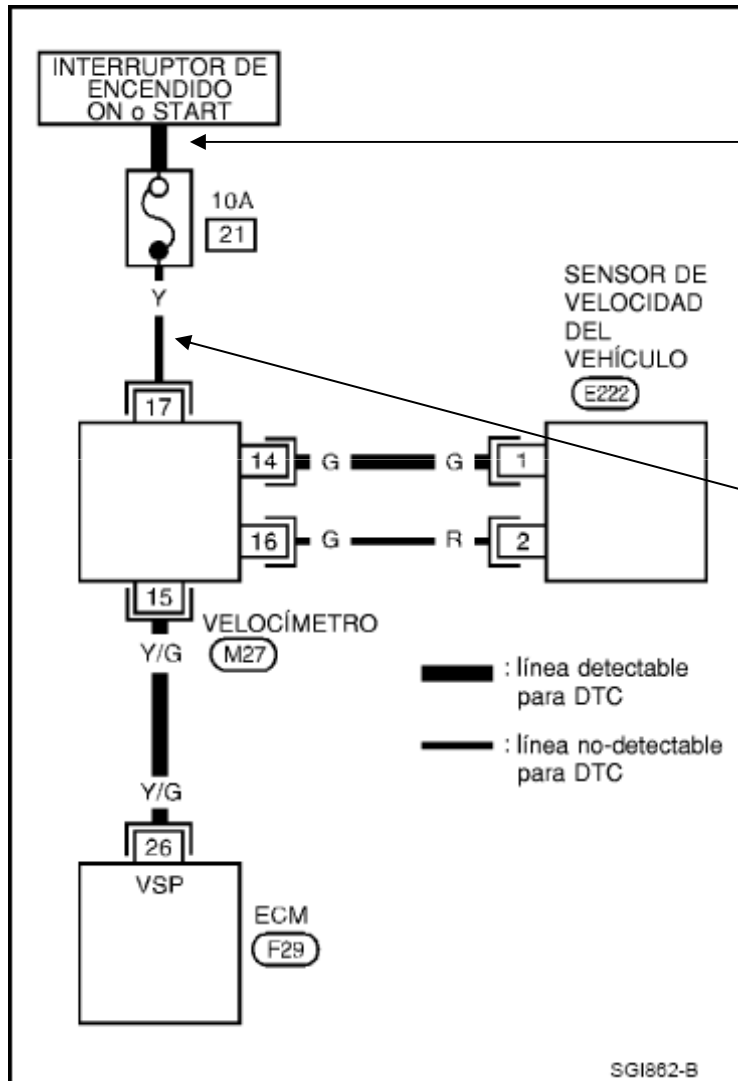 INTERRUPTOR DE
ENCENDIDO
ON o START
10A
21
Y
SENSOR DE
VELOCIDAD
DEL
VEHÍCULO
E222
17
14 G G 1
16 G R 2
15
VELOCÍMETRO
M27
Y/G
: línea detectable
para DTC
: línea no-detectable
para DTC
Y/G
26
VSP
ECM
F29
SGI862-B